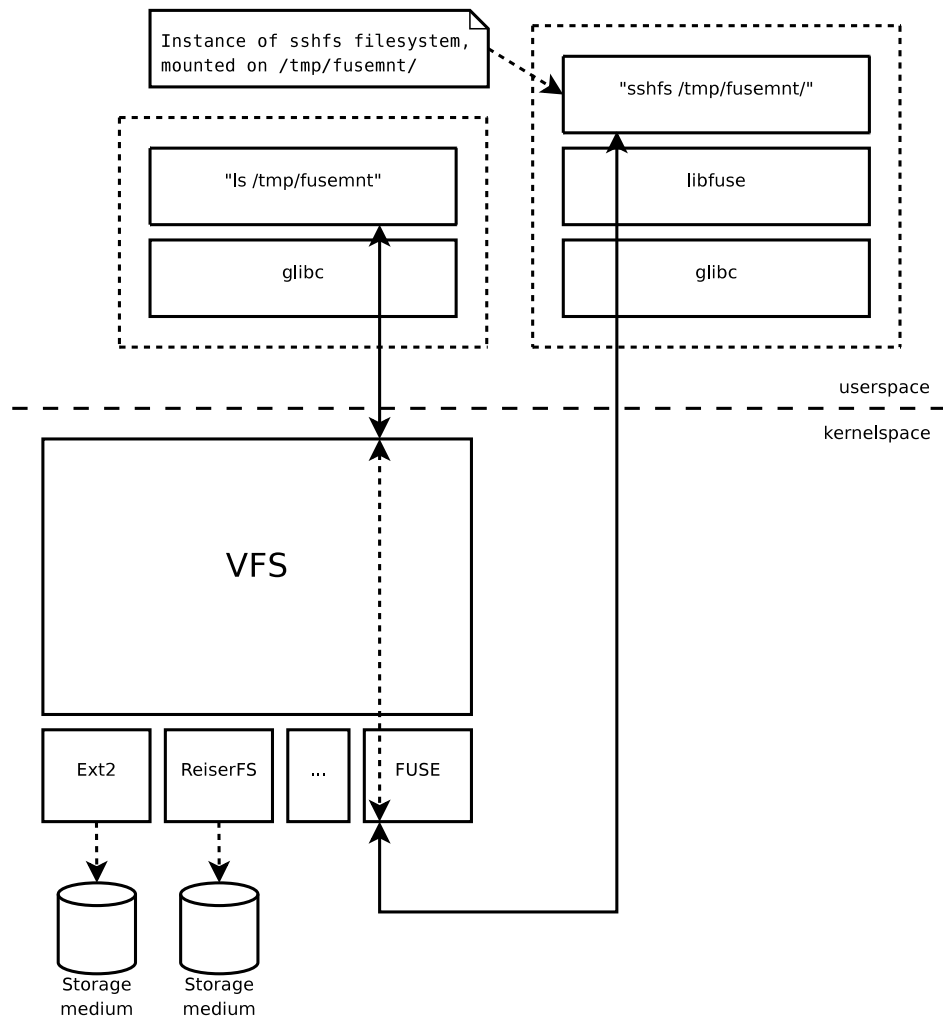 Instance of sshfs filesystem,
mounted on /tmp/fusemnt/
"sshfs /tmp/fusemnt/"
libfuse
glibc
"ls /tmp/fusemnt"
glibc
userspace
kernelspace
VFS
Ext2
ReiserFS
...
FUSE
Storage
medium
Storage
medium